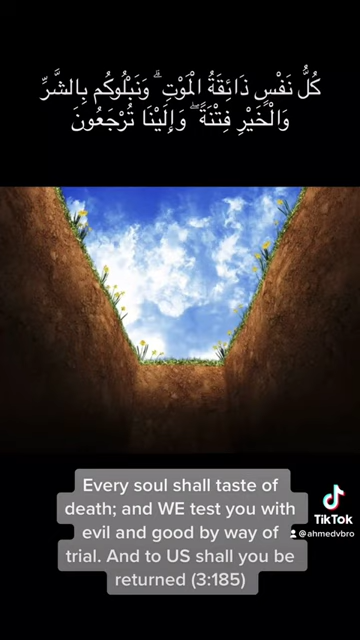 كُلُّ نَفْسٍ ذَائِقَةُ الْمَوْتِ ۗ وَنَبْلُوكُم بِالشَّرِّ
وَالْخَيْرِ فِتْنَةً ۖ وَإِلَيْنَا تُرْجَعُونَ
Every soul shall taste of
death; and WE test you with
evil and good by way of
trial. And to US shall you be
returned (3:185)
TikTok
@ahmedvbro